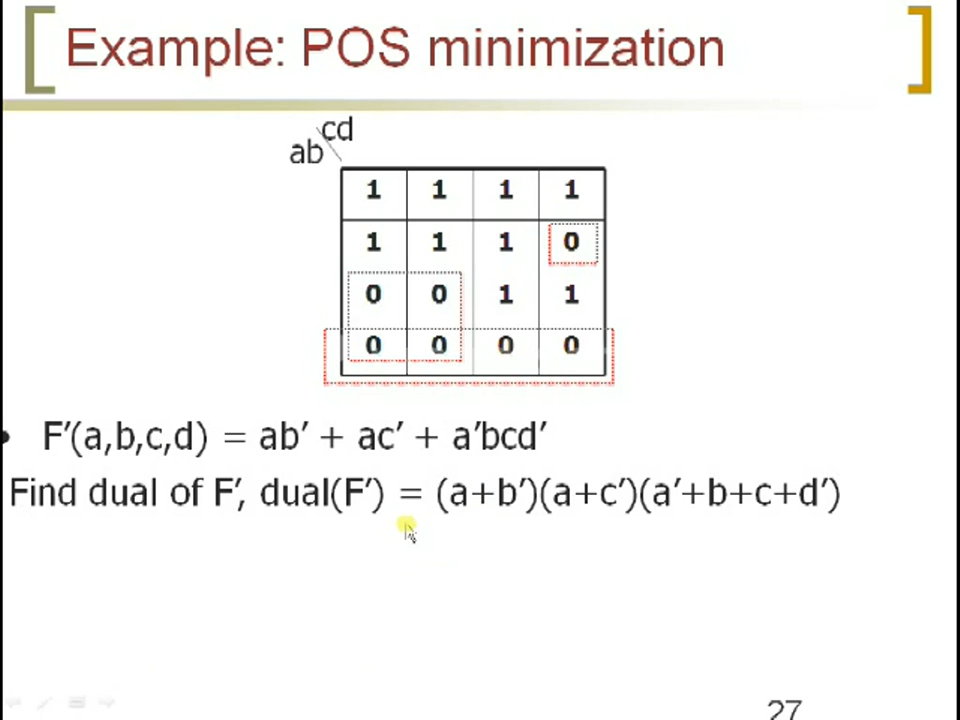 Example: POS minimization
cd
ab
1 1 1 1
1 1 1 0
0 0 1 1
0 0 0 0
• F’(a,b,c,d) = ab’ + ac’ + a’bcd’
Find dual of F’, dual(F’) = (a+b’)(a+c’)(a’+b+c+d’)
27